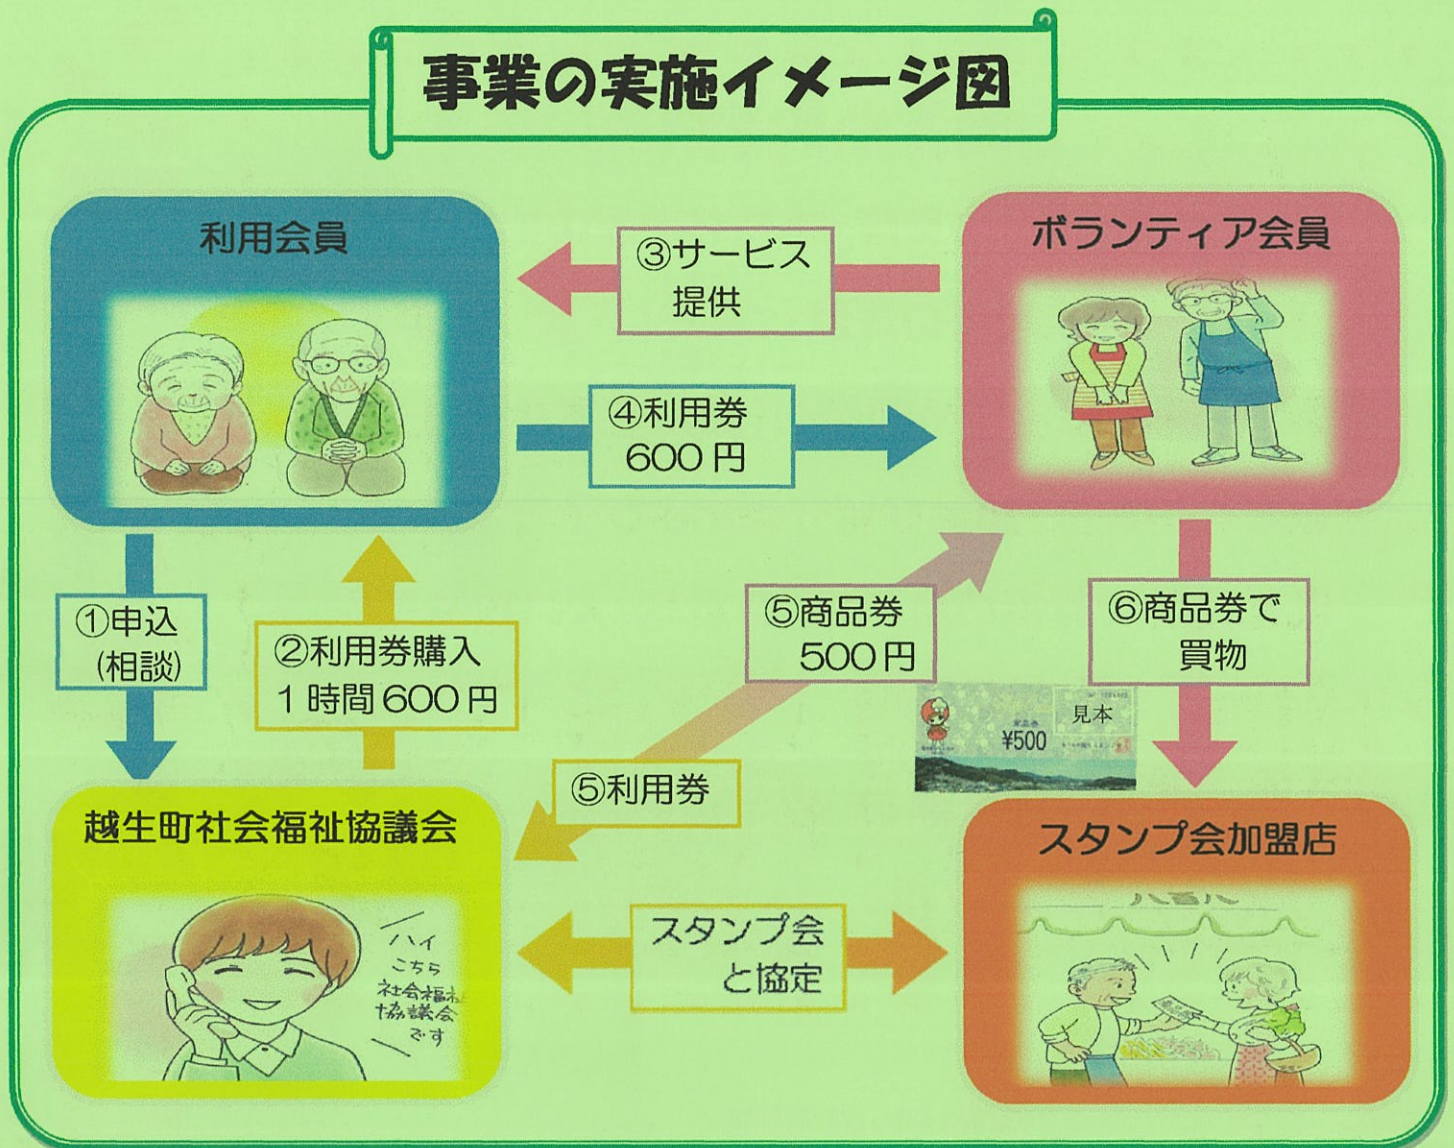 事業の実施イメージ図
利用会員
ボランティア会員
③サービス
提供
④利用券
600円
①申込
(相談)
②利用券購入
1時間600円
⑤商品券
500円
⑥商品券で
買物
見本
商品券
¥500
⑤利用券
越生町社会福祉協議会
ハイ
こちら
社会福祉
協議会
です
スタンプ会
と協定
スタンプ会加盟店